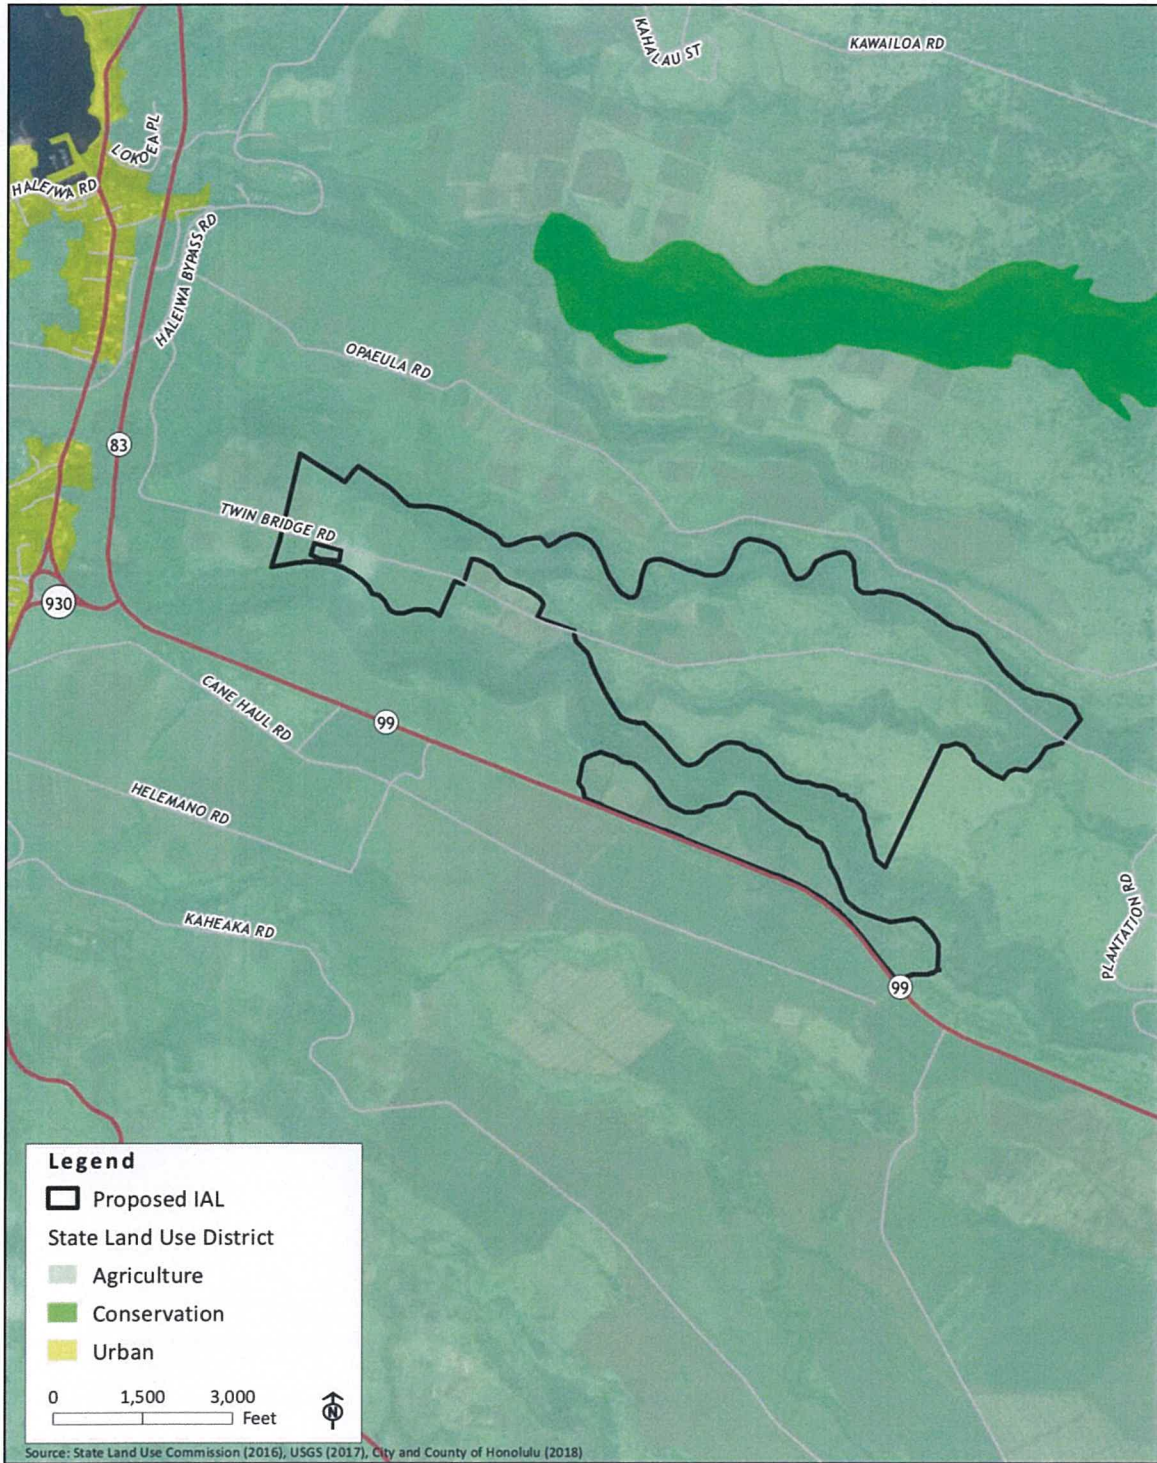 KAHALAU ST
KAWAILOA RD
LOKOEA PL
HALEIWA RD
HALEIWA BYPASS RD
OPAEULA RD
83
TWIN BRIDGE RD
930
CANE HAUL RD
99
HELEMANO RD
PLANTATION RD
KAHEAKA RD
99
Legend
Proposed IAL
State Land Use District
Agriculture
Conservation
Urban
0 1,500 3,000
Feet
N
Source: State Land Use Commission (2016), USGS (2017), City and County of Honolulu (2018)